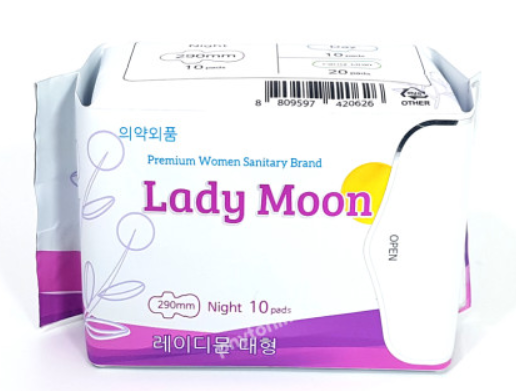 Night
290mm
10 pads
Day
10 pads
20 pads
8 809597 420626
OTHER
의약외품
Premium Women Sanitary Brand
Lady Moon
OPEN
290mm Night 10 pads
레이디문 대형